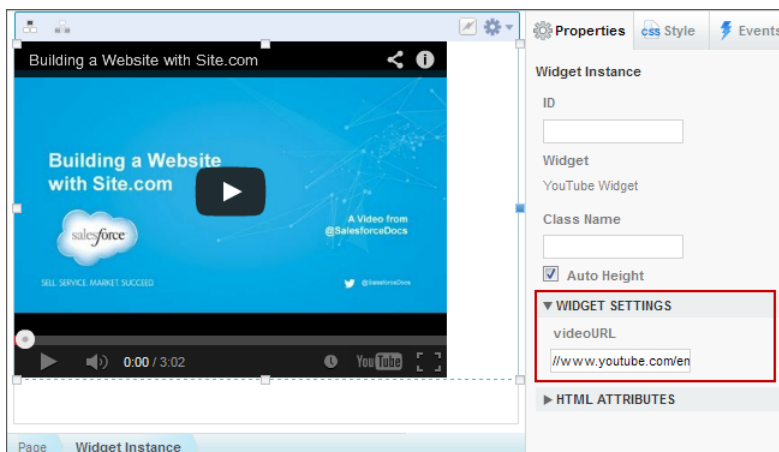 Building a Website with Site.com
Building a Website
with Site.com
salesforce
A Video from
@SalesforceDocs
SELL. SERVICE. MARKET. SUCCEED.
@SalesforceDocs
0:00 / 3:02
YouTube
Page
Widget Instance
Properties
css Style
Events
Widget Instance
ID
Widget
YouTube Widget
Class Name
Auto Height
WIDGET SETTINGS
videoURL
//www.youtube.com/en
HTML ATTRIBUTES